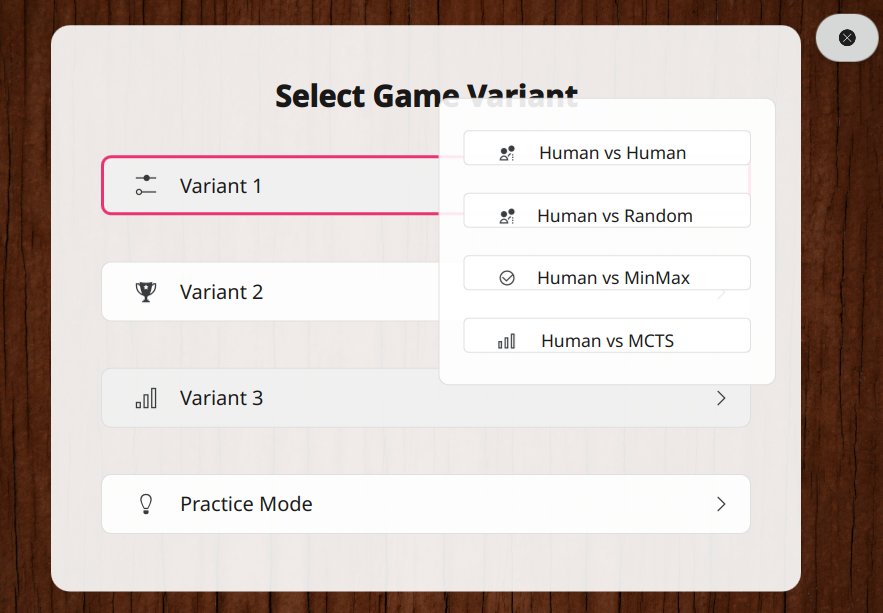 Select Game Variant
Variant 1
Human vs Human
Human vs Random
Variant 2
Human vs MinMax
Human vs MCTS
Variant 3
Practice Mode